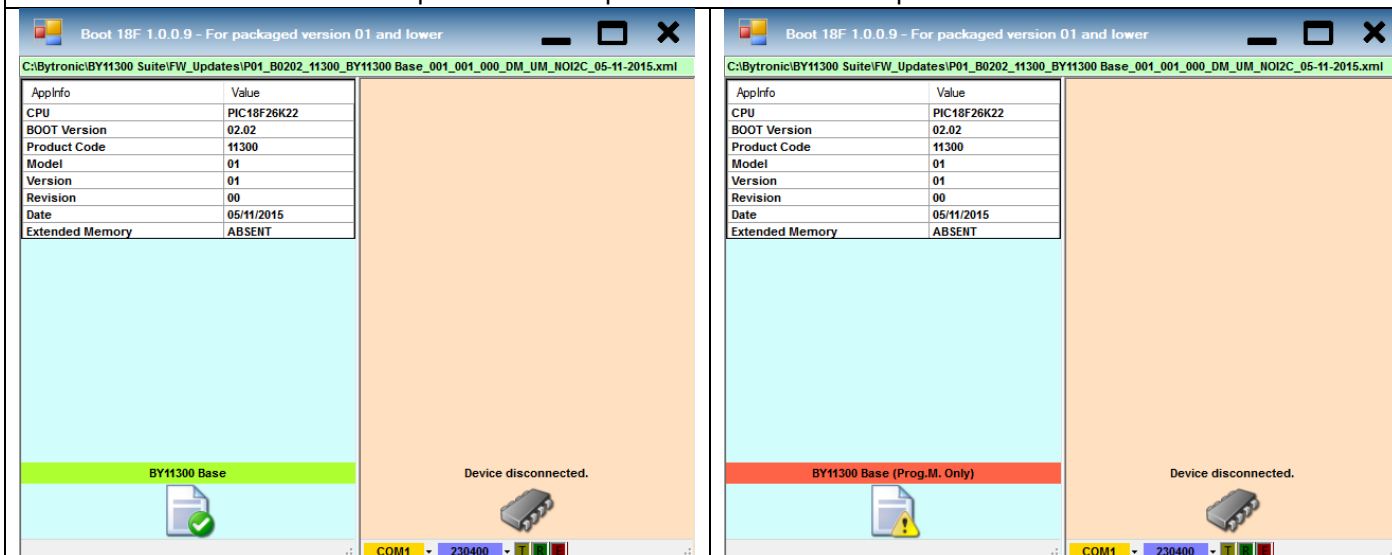 Boot 18F 1.0.0.9 - For packaged version 01 and lower
C:\Bytronic\BY11300 Suite\FW_Updates\P01_B0202_11300_BY11300 Base_001_001_000_DM_UM_NOI2C_05-11-2015.xml
AppInfo Value
CPU PIC18F26K22
BOOT Version 02.02
Product Code 11300
Model 01
Version 01
Revision 00
Date 05/11/2015
Extended Memory ABSENT
BY11300 Base
Device disconnected.
COM1 230400 T R E
Boot 18F 1.0.0.9 - For packaged version 01 and lower
C:\Bytronic\BY11300 Suite\FW_Updates\P01_B0202_11300_BY11300 Base_001_001_000_DM_UM_NOI2C_05-11-2015.xml
AppInfo Value
CPU PIC18F26K22
BOOT Version 02.02
Product Code 11300
Model 01
Version 01
Revision 00
Date 05/11/2015
Extended Memory ABSENT
BY11300 Base (Prog.M. Only)
Device disconnected.
COM1 230400 T R E